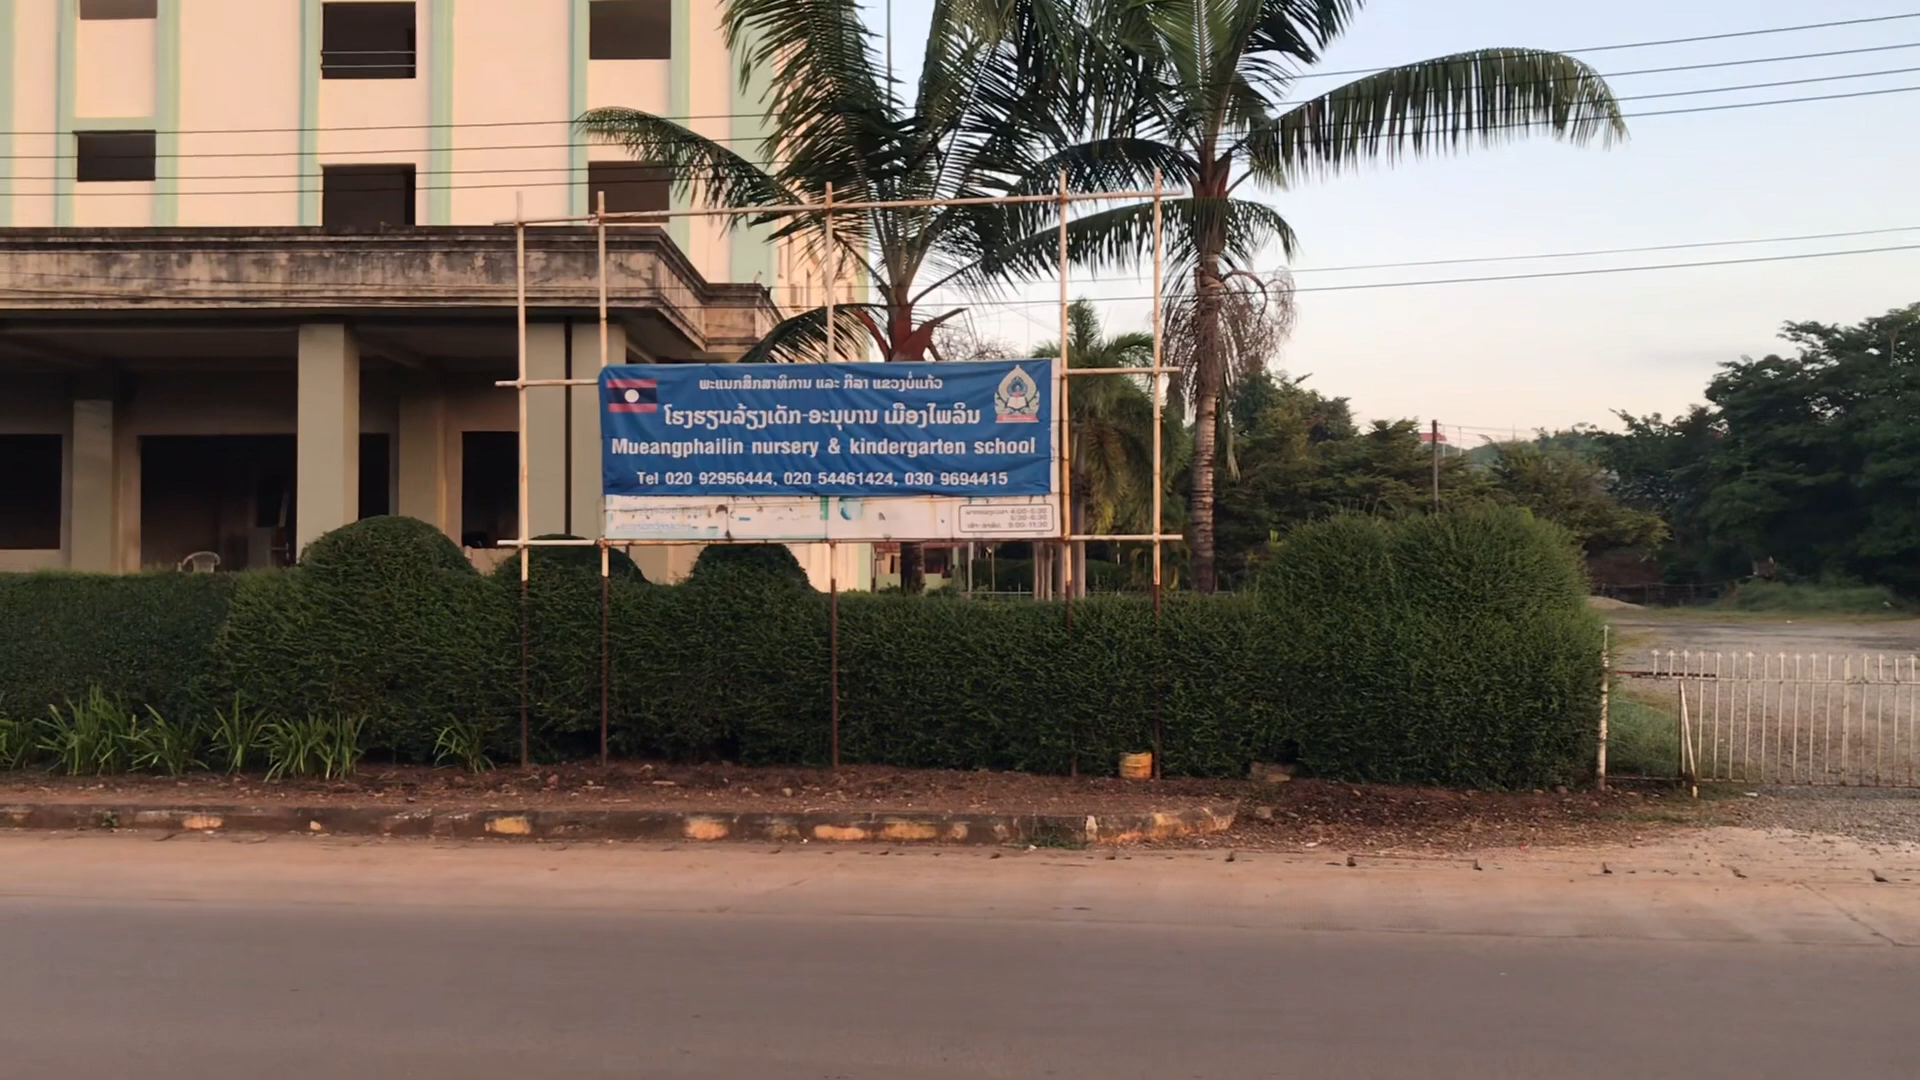 ພະແນກສຶກສາທິການ ແລະ ກິລາ ແຂວງບໍ່ແກ້ວ
ໂຮງຮຽນລ້ຽງເດັກ-ອະນຸບານ ເມືອງໄພລິນ
Mueangphailin nursery & kindergarten school
Tel 020 92956444, 020 54461424, 030 9694415